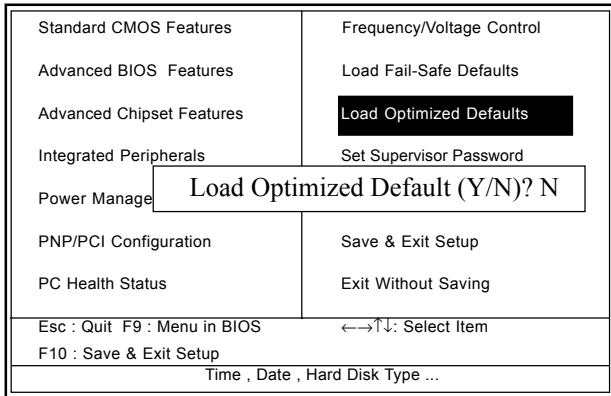 Standard CMOS Features
Frequency/Voltage Control
Advanced BIOS Features
Load Fail-Safe Defaults
Advanced Chipset Features
Load Optimized Defaults
Integrated Peripherals
Set Supervisor Password
Power Manage
Load Optimized Default (Y/N)? N
PNP/PCI Configuration
Save & Exit Setup
PC Health Status
Exit Without Saving
Esc : Quit F9 : Menu in BIOS
←→↑↓: Select Item
F10 : Save & Exit Setup
Time , Date , Hard Disk Type ...